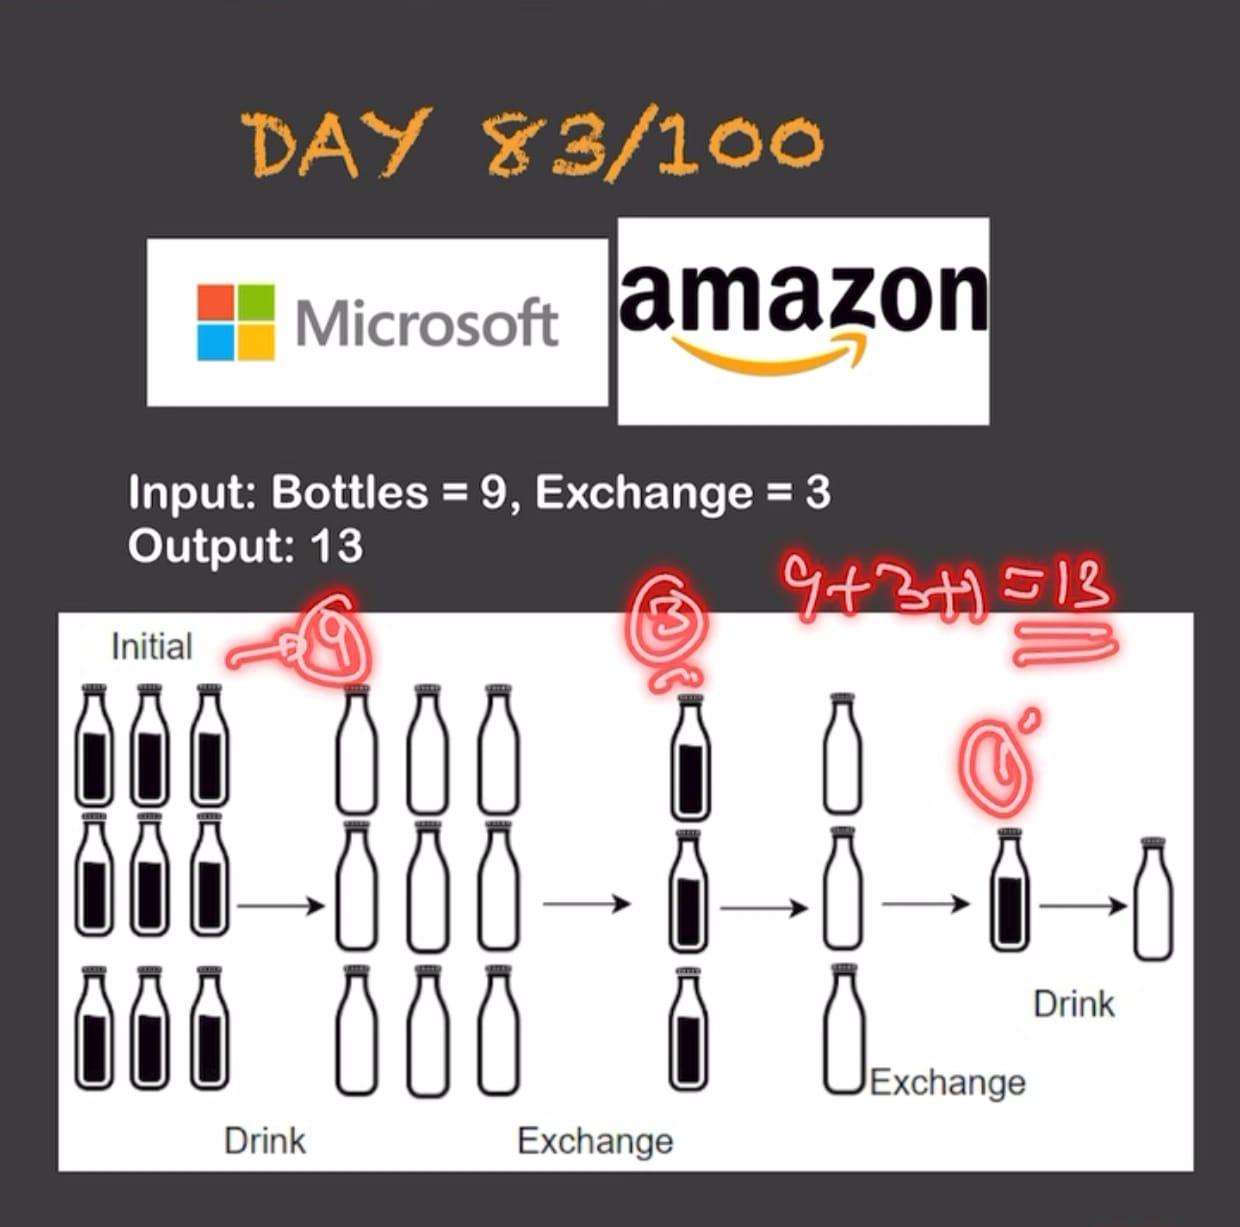 DAY 83/100
Microsoft
amazon
Input: Bottles = 9, Exchange = 3
Output: 13
9+3+1 = 13
Initial
9
3
1
Drink
Exchange
Exchange
Drink